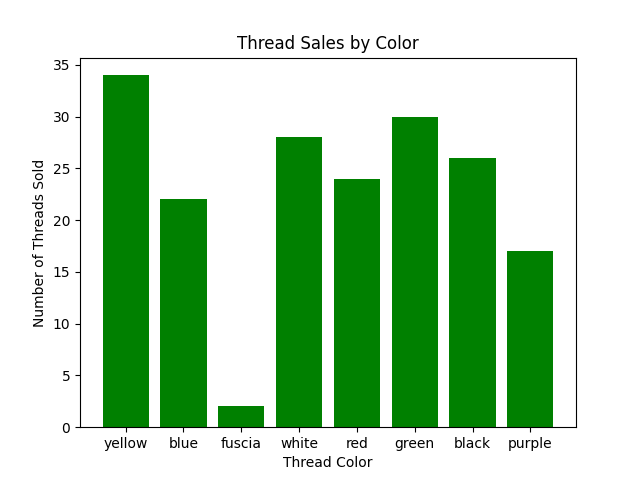 Thread Sales by Color
Number of Threads Sold
35
30
25
20
15
10
5
0
yellow blue fuscia white red green black purple
Thread Color